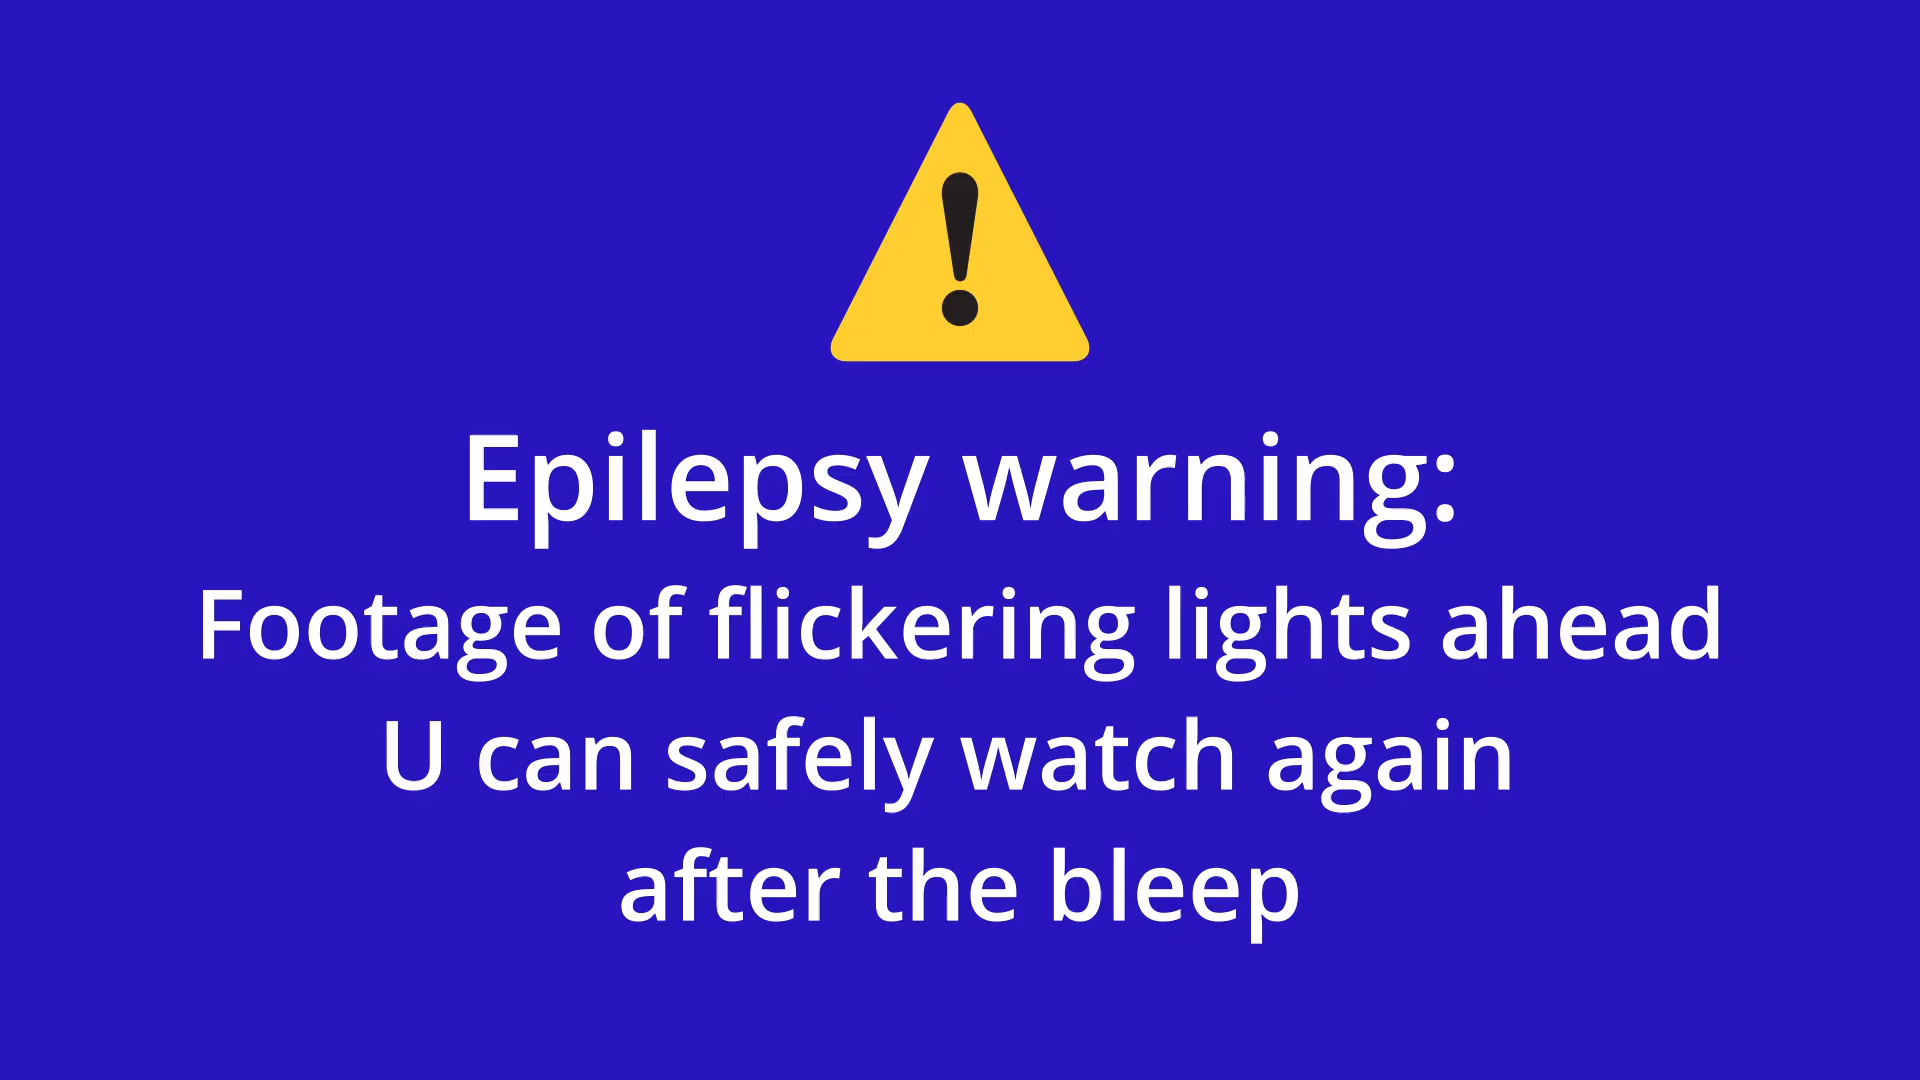 Epilepsy warning:
Footage of flickering lights ahead
U can safely watch again
after the bleep